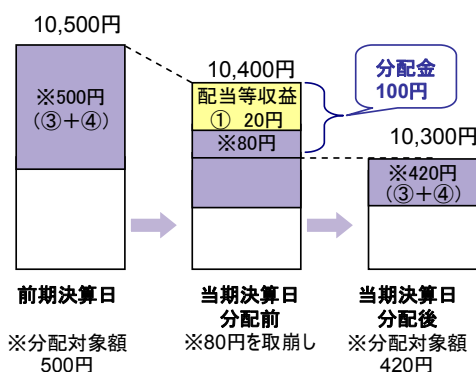 10,500円
※500円
(③+④)
前期決算日
※分配対象額
500円
10,400円
配当等収益
① 20円
※80円
当期決算日
分配前
※80円を取崩し
分配金
100円
10,300円
※420円
(③+④)
当期決算日
分配後
※分配対象額
420円